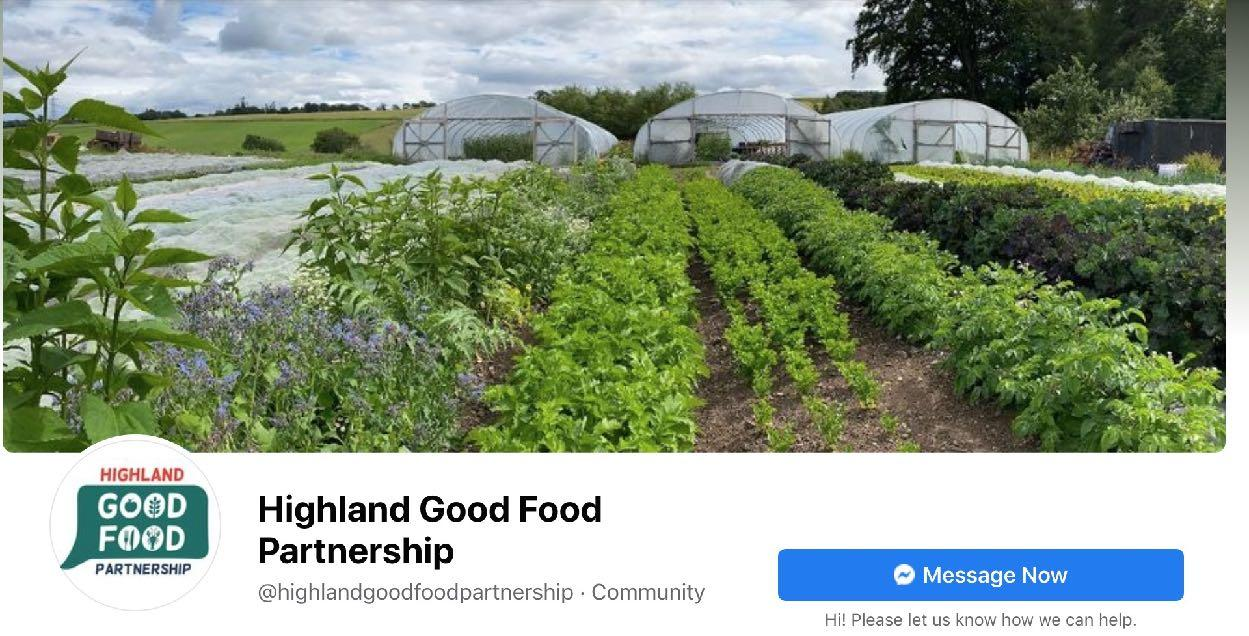 HIGHLAND
GOOD
FOOD
PARTNERSHIP
Highland Good Food
Partnership
@highlandgoodfoodpartnership · Community
Message Now
Hi! Please let us know how we can help.